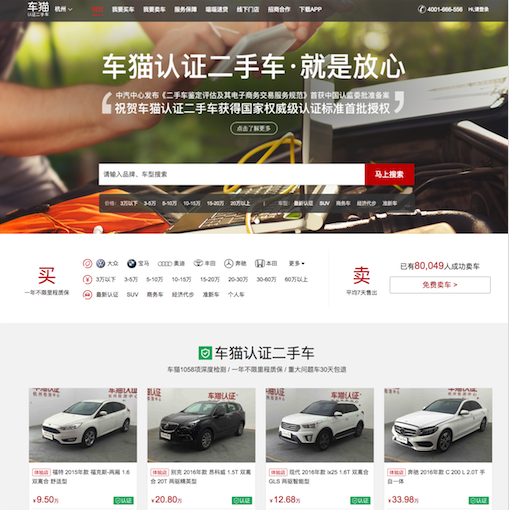 车猫
认证二手车
杭州
我要买车 我要卖车 服务保障 喵喵速贷 线下门店 招商合作 下载APP
4001-666-556 Hi,请登录
车猫认证二手车·就是放心
中汽中心发布《二手车鉴定评估及其电子商务交易服务规范》首获中国认监委批准备案
祝贺车猫认证二手车获得国家权威级认证标准首批授权
点击了解更多
请输入品牌、车型搜索 马上搜索
价格: 3万以下 3-5万 5-10万 10-15万 15-20万 20万以上 | 车型: 最新认证 SUV 商务车 经济代步 准新车
买
一年不限里程质保
大众 宝马 奥迪 丰田 奔驰 本田 更多
3万以下 3-5万 5-10万 10-15万 15-20万 20-30万 30-60万 60万以上
最新认证 SUV 商务车 经济代步 准新车 个人车
卖
平均7天售出
已有80,049人成功卖车
免费卖车 >
车猫认证二手车
车猫1058项深度检测 / 一年不限里程质保 / 重大问题车30天包退
车猫认证
车猫认证
车猫认证
车猫认证
体验店 福特 2015年款 福克斯-两厢 1.6
双离合 舒适型
¥9.50万 认证
体验店 别克 2016年款 昂科威 1.5T 双离
合 20T 两驱精英型
¥20.80万 认证
体验店 现代 2016年款 ix25 1.6T 双离合
GLS 两驱智能型
¥12.68万 认证
体验店 奔驰 2016年款 C 200 L 2.0T 手
自一体
¥33.98万 认证